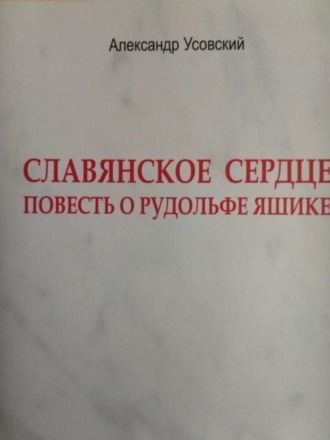 Александр Усовский
СЛАВЯНСКОЕ СЕРДЦЕ
ПОВЕСТЬ О РУДОЛЬФЕ ЯШИКЕ